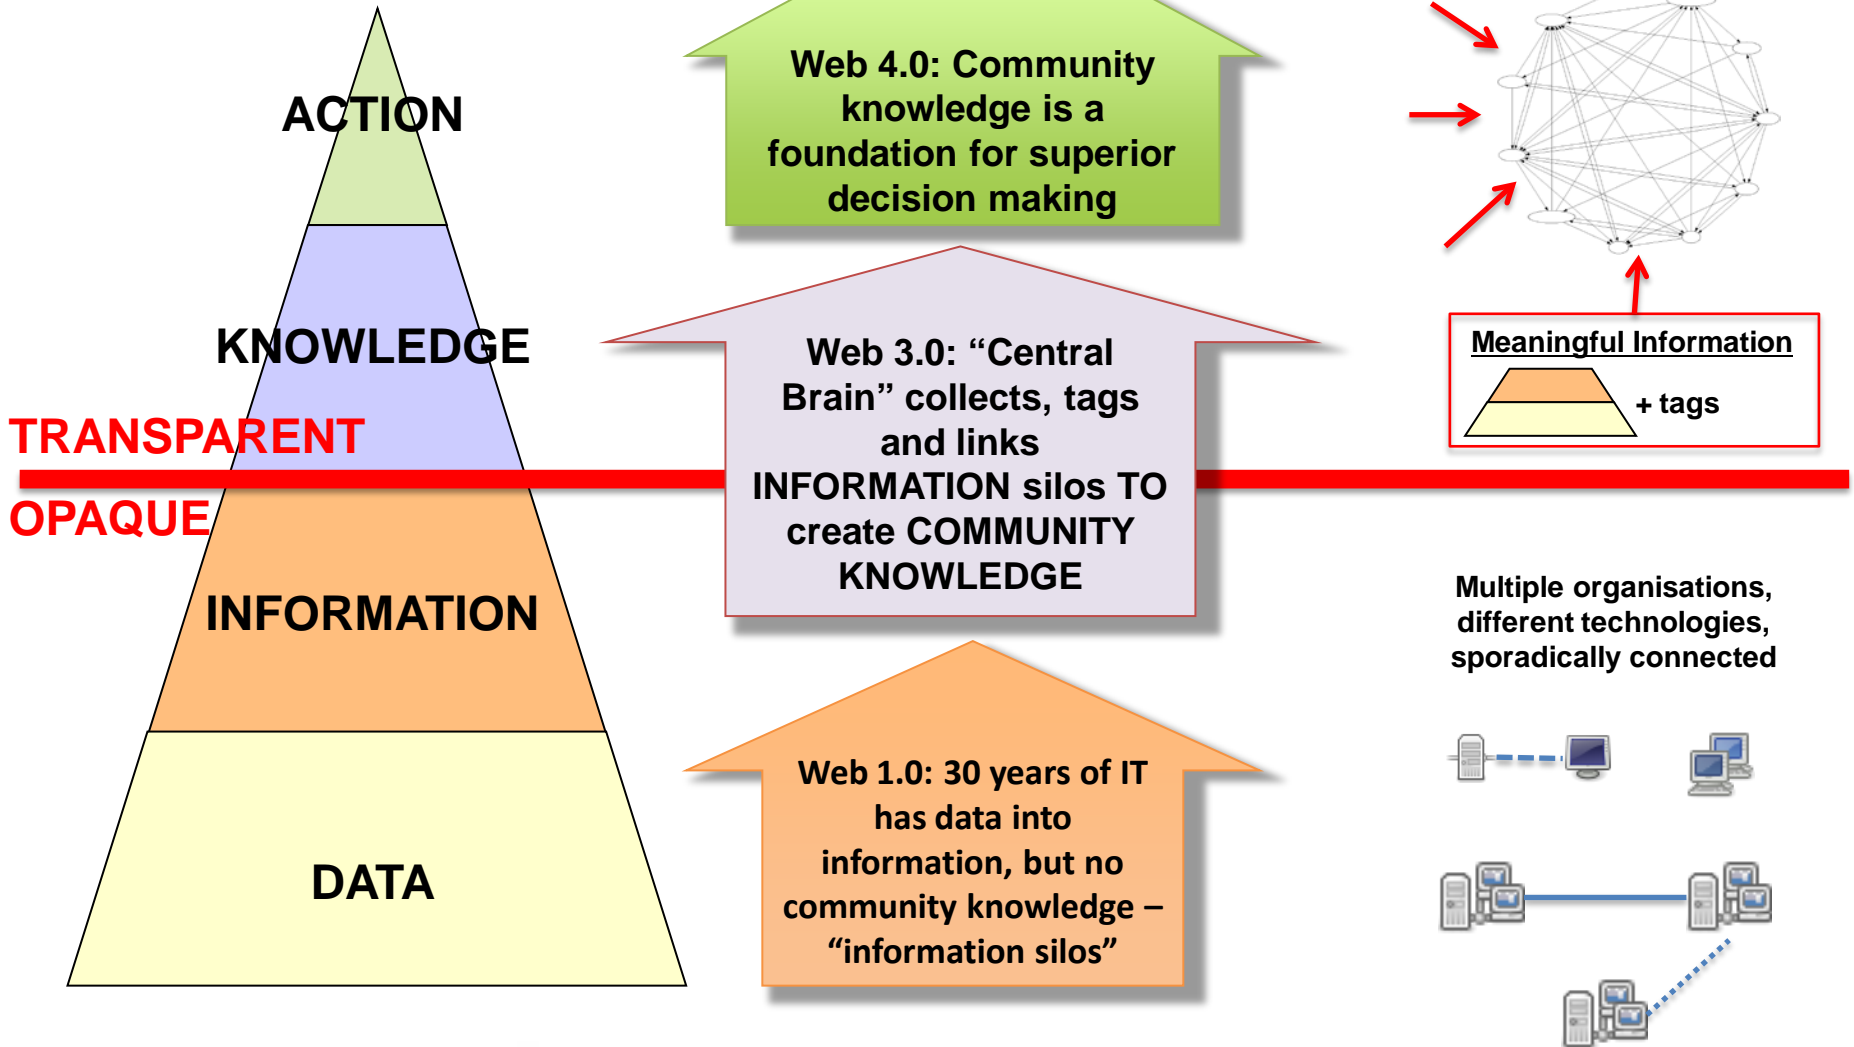 ACTION
KNOWLEDGE
TRANSPARENT
OPAQUE
INFORMATION
DATA
Web 4.0: Community
knowledge is a
foundation for superior
decision making
Web 3.0: “Central
Brain” collects, tags
and links
INFORMATION silos TO
create COMMUNITY
KNOWLEDGE
Web 1.0: 30 years of IT
has data into
information, but no
community knowledge –
“information silos”
Meaningful Information
+ tags
Multiple organisations,
different technologies,
sporadically connected